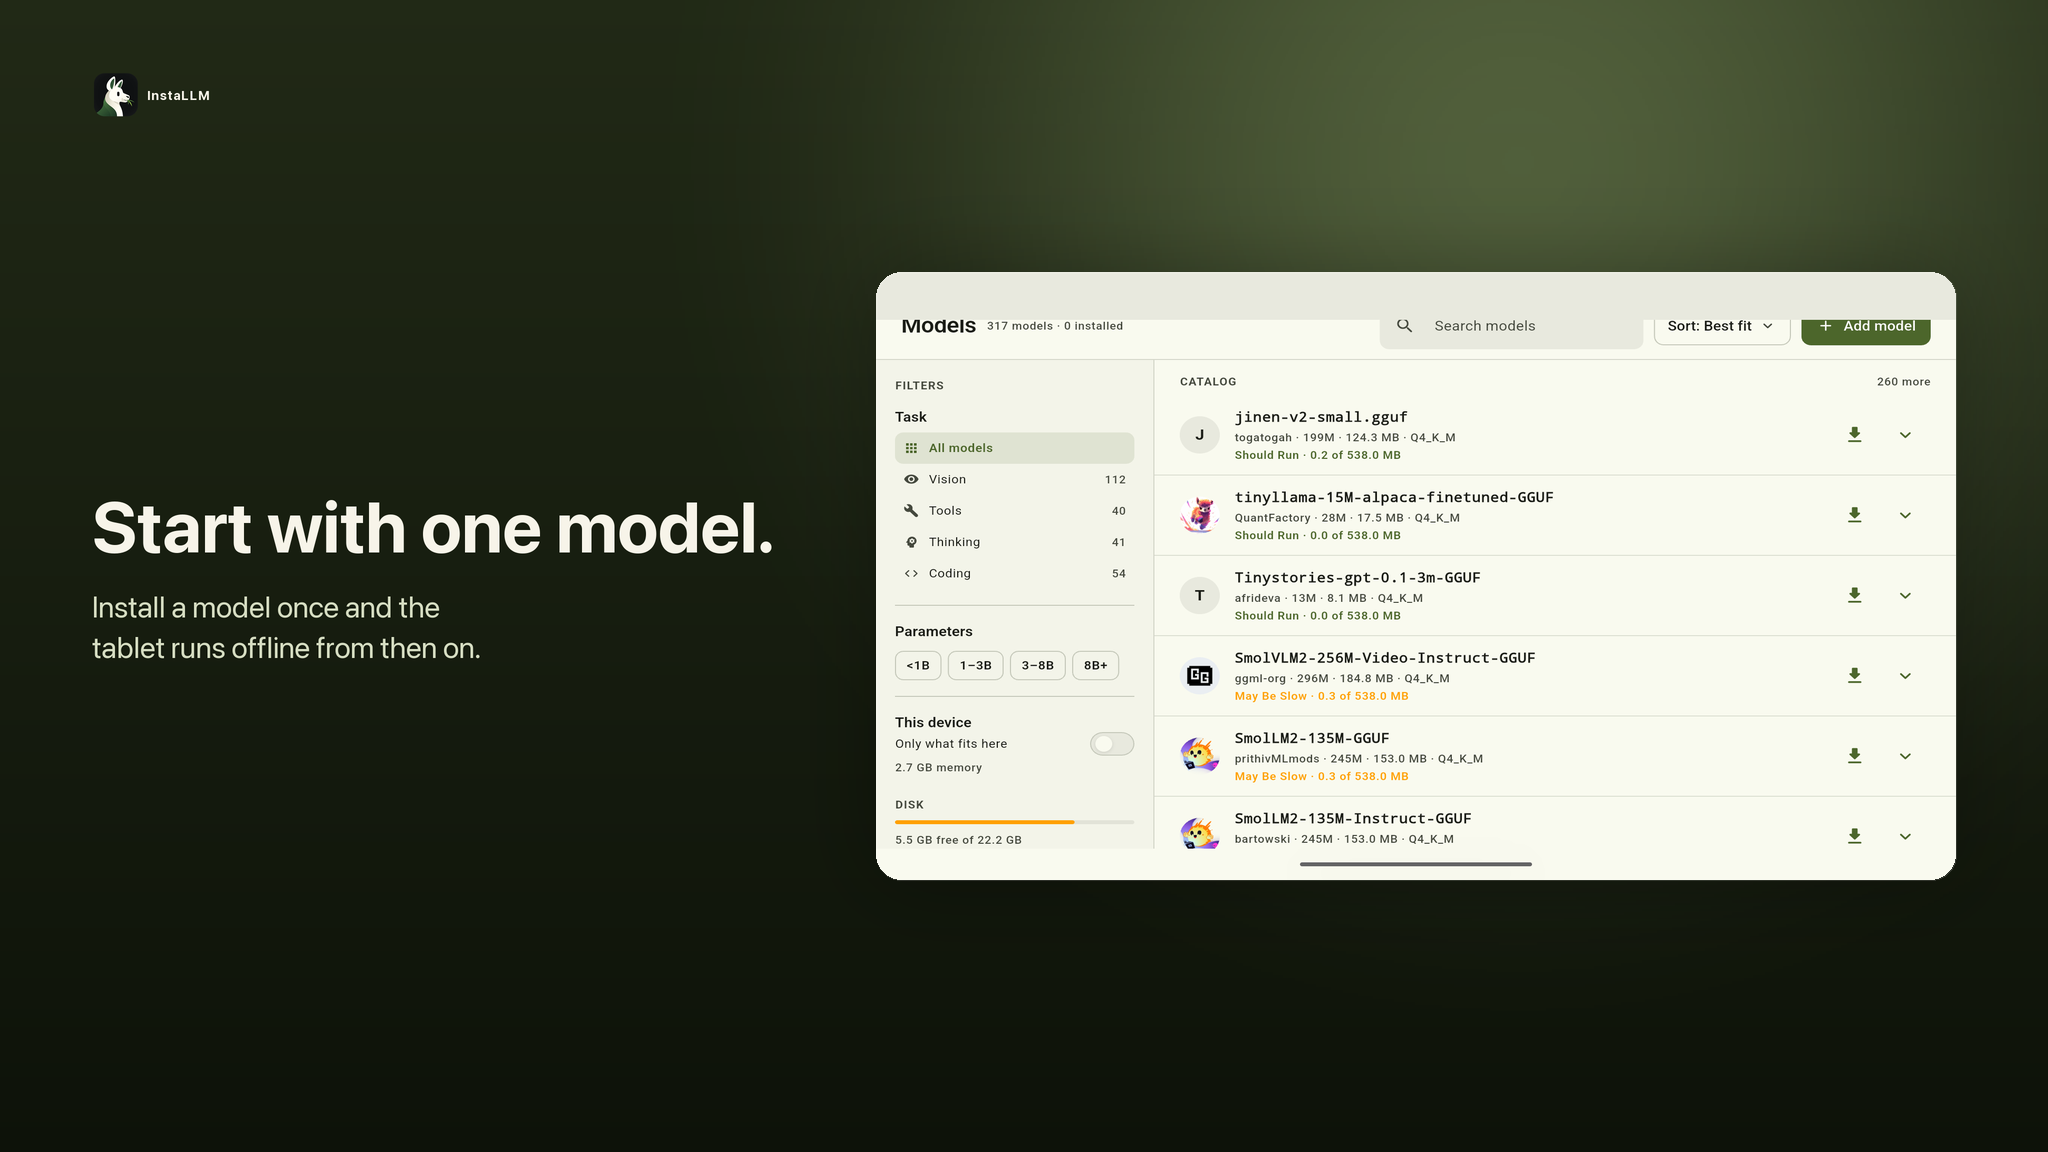 InstaLLM
Start with one model.
Install a model once and the
tablet runs offline from then on.
Models
317 models · 0 installed
Search models
Sort: Best fit
+ Add model
FILTERS
Task
All models
Vision 112
Tools 40
Thinking 41
Coding 54
Parameters
<1B 1–3B 3–8B 8B+
This device
Only what fits here
2.7 GB memory
DISK
5.5 GB free of 22.2 GB
CATALOG 260 more
J
jinen-v2-small.gguf
togatogah · 199M · 124.3 MB · Q4_K_M
Should Run · 0.2 of 538.0 MB
tinyllama-15M-alpaca-finetuned-GGUF
QuantFactory · 28M · 17.5 MB · Q4_K_M
Should Run · 0.0 of 538.0 MB
T
Tinystories-gpt-0.1-3m-GGUF
afrideva · 13M · 8.1 MB · Q4_K_M
Should Run · 0.0 of 538.0 MB
GG
SmolVLM2-256M-Video-Instruct-GGUF
ggml-org · 296M · 184.8 MB · Q4_K_M
May Be Slow · 0.3 of 538.0 MB
SmolLM2-135M-GGUF
prithivMLmods · 245M · 153.0 MB · Q4_K_M
May Be Slow · 0.3 of 538.0 MB
SmolLM2-135M-Instruct-GGUF
bartowski · 245M · 153.0 MB · Q4_K_M